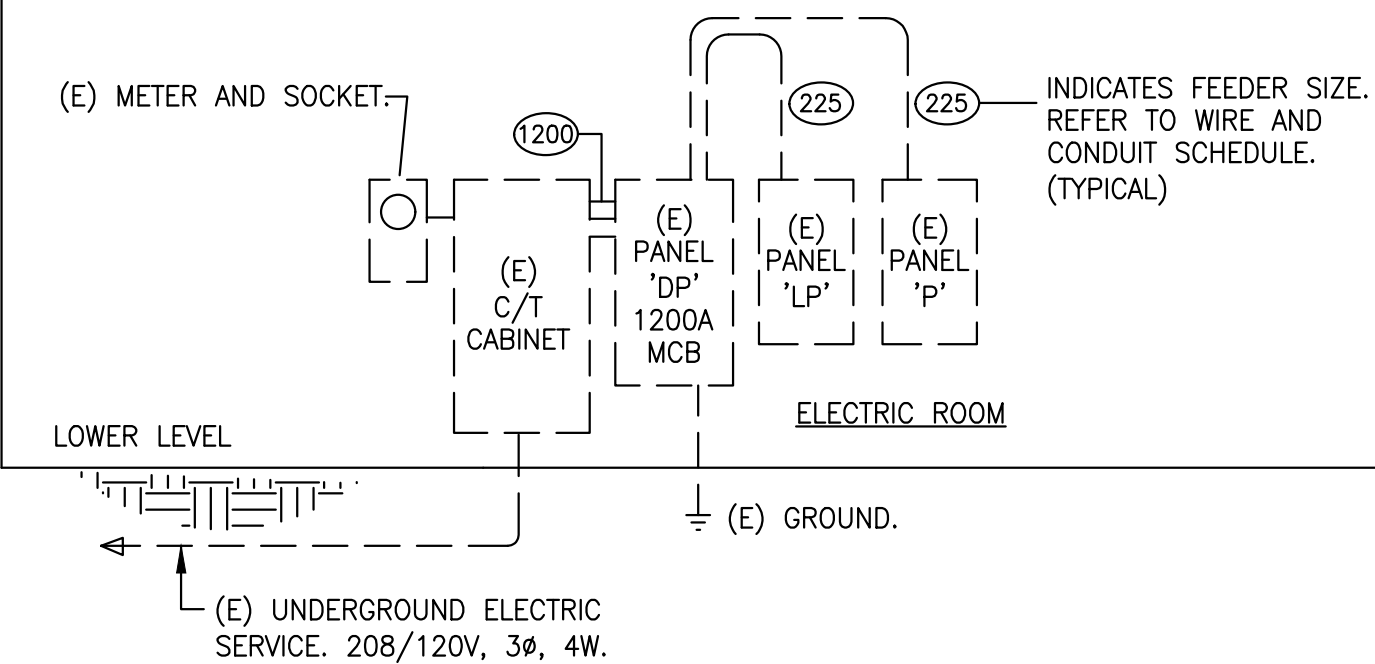 (E) METER AND SOCKET.
1200
225
225
INDICATES FEEDER SIZE.
REFER TO WIRE AND
CONDUIT SCHEDULE.
(TYPICAL)
(E)
C/T
CABINET
(E)
PANEL
'DP'
1200A
MCB
(E)
PANEL
'LP'
(E)
PANEL
'P'
ELECTRIC ROOM
LOWER LEVEL
(E) GROUND.
(E) UNDERGROUND ELECTRIC
SERVICE. 208/120V, 3ø, 4W.